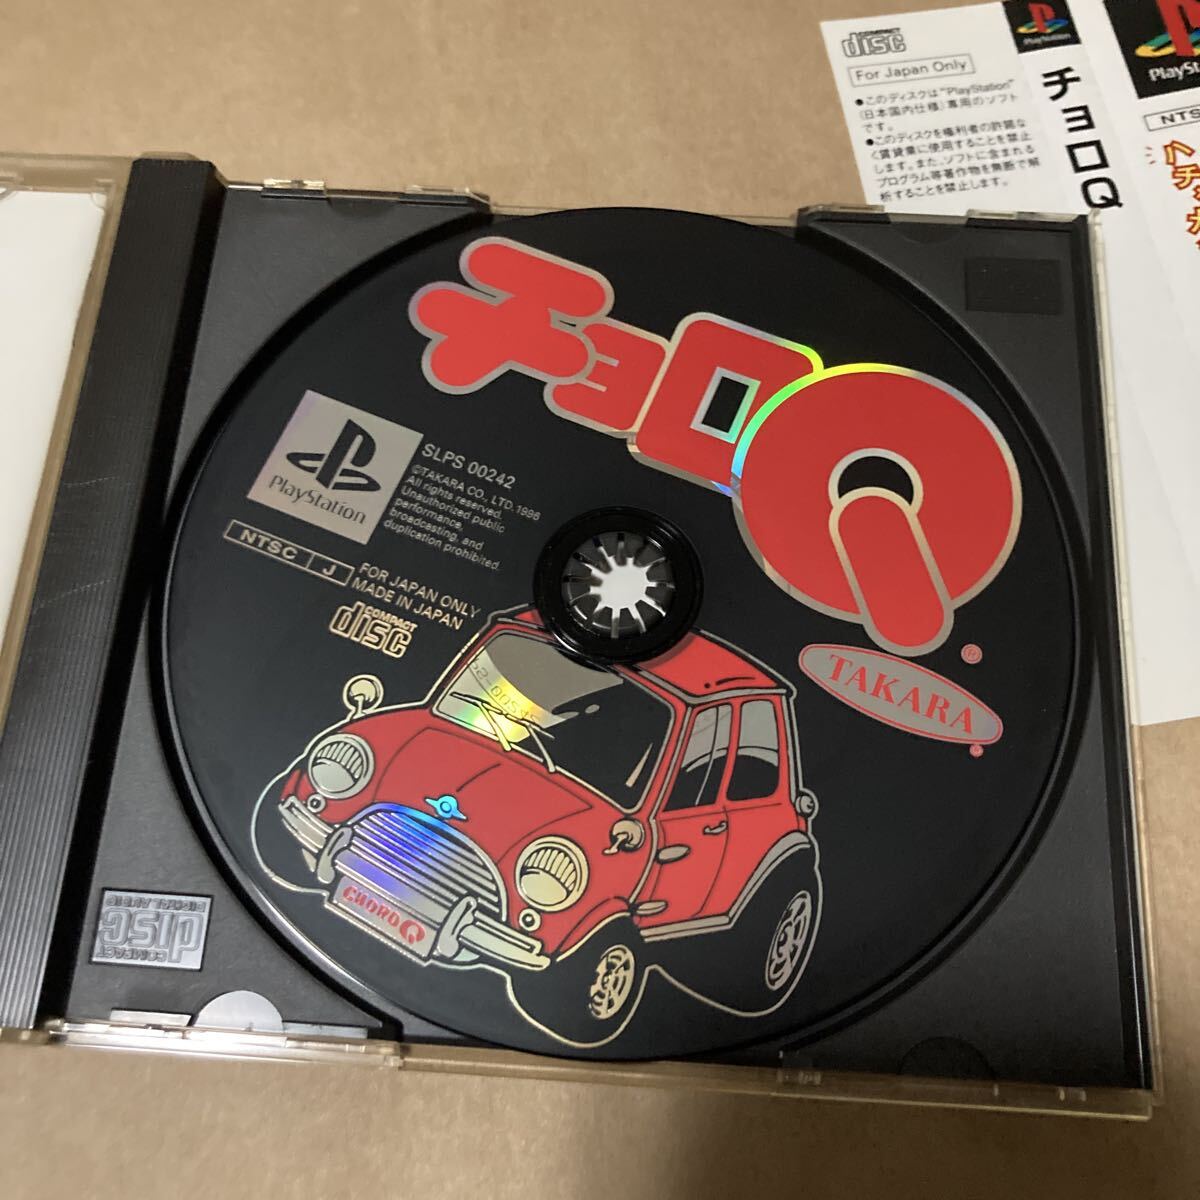 COMPACT
disc
For Japan Only
●このディスクは"PlayStation"
(日本国内仕様)専用のソフト
です。
●このディスクを権利者の許諾な
く賃貸業に使用することを禁止
します。また、ソフトに含まれる
プログラム等著作物を無断で解
析することを禁止します。
PlayStation
チョロQ
チョロQ
®
TAKARA
®
PlayStation
SLPS 00242
©TAKARA CO., LTD. 1996
All rights reserved.
Unauthorized public
performance,
broadcasting, and
duplication prohibited.
NTSC J
FOR JAPAN ONLY
MADE IN JAPAN
COMPACT
disc
CHORO Q
COMPACT
disc
DIGITAL AUDIO